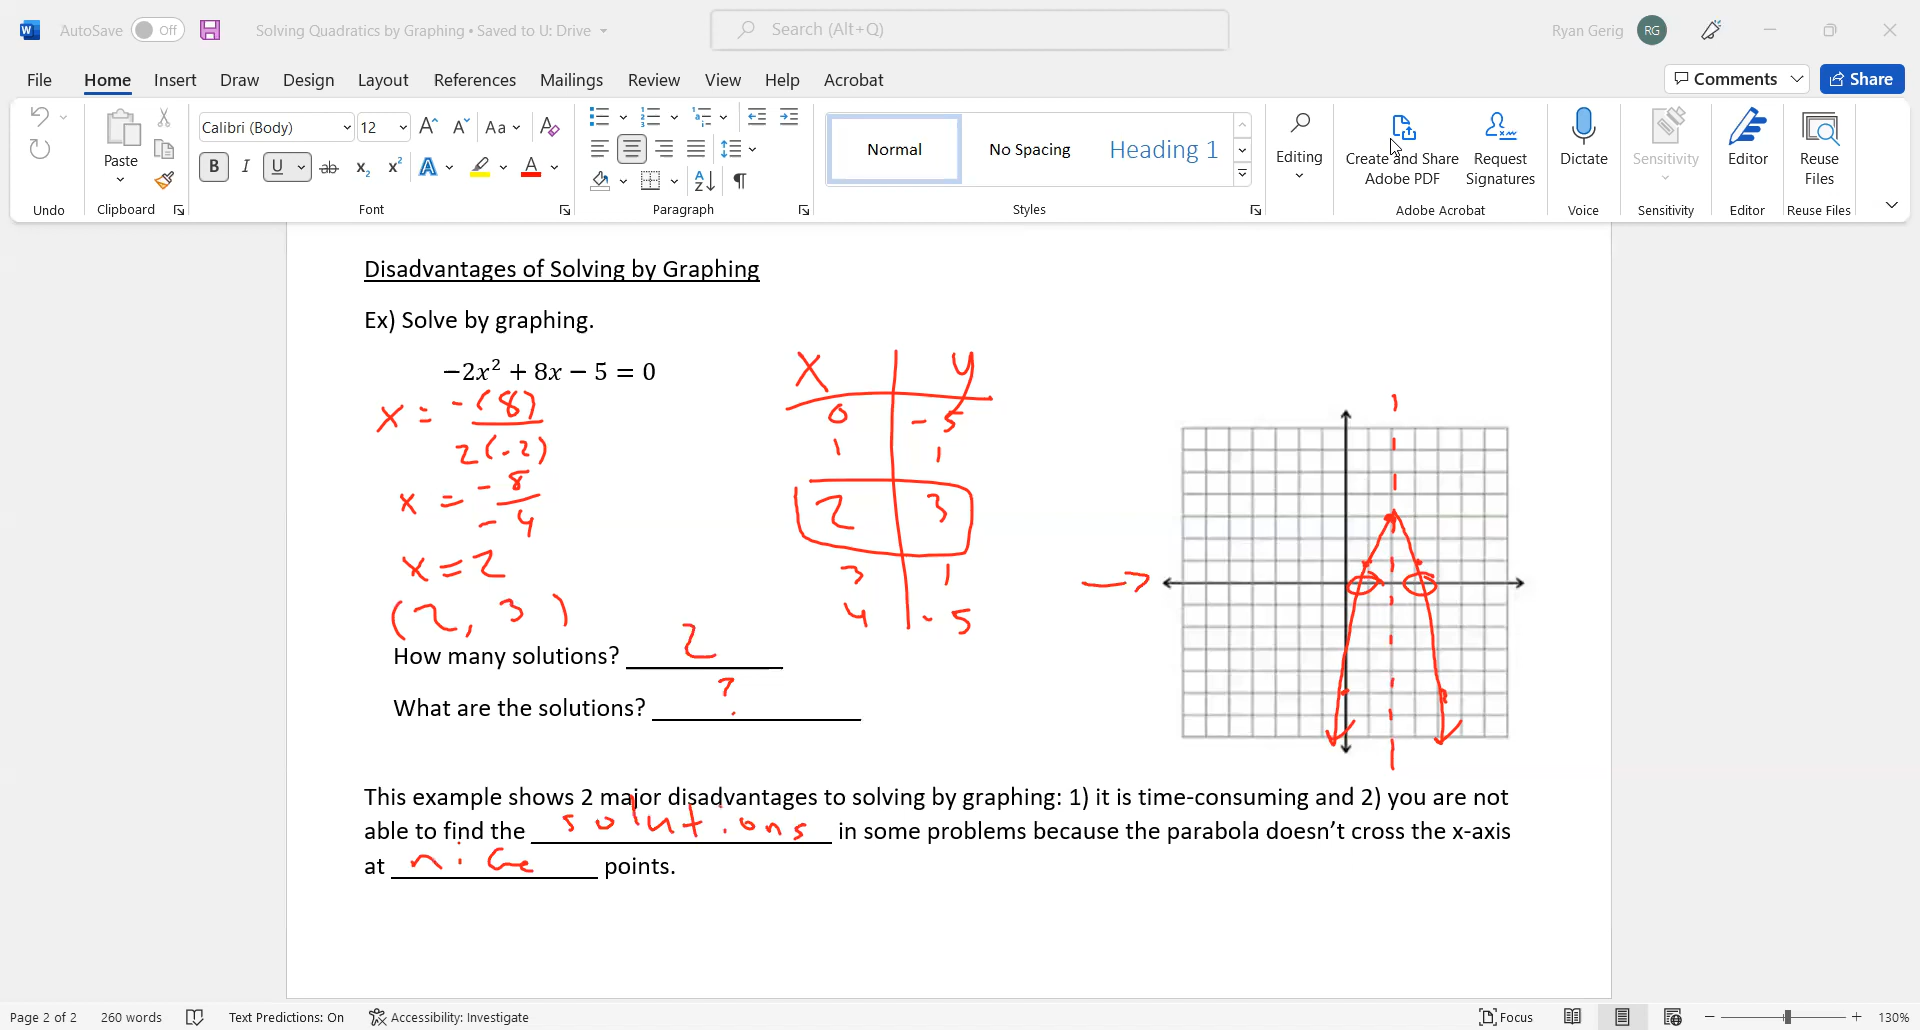 AutoSave Off Solving Quadratics by Graphing • Saved to U: Drive Search (Alt+Q) Ryan Gerig RG
File Home Insert Draw Design Layout References Mailings Review View Help Acrobat Comments Share
Calibri (Body) 12 Aa
Paste B I U ab x₂ x² A A
Normal No Spacing Heading 1
Editing
Create and Share Adobe PDF
Request Signatures
Dictate
Sensitivity
Editor
Reuse Files
Undo Clipboard Font Paragraph Styles Adobe Acrobat Voice Sensitivity Editor Reuse Files
Disadvantages of Solving by Graphing
Ex) Solve by graphing.
−2x² + 8x − 5 = 0
x = -(8) / 2(-2)
x = -8 / -4
x = 2
(2, 3)
x y
0 -5
1 1
2 3
3 1
4 -5
How many solutions? 2
What are the solutions? ?
This example shows 2 major disadvantages to solving by graphing: 1) it is time-consuming and 2) you are not
able to find the solutions in some problems because the parabola doesn't cross the x-axis
at nice points.
Page 2 of 2 260 words Text Predictions: On Accessibility: Investigate Focus 130%